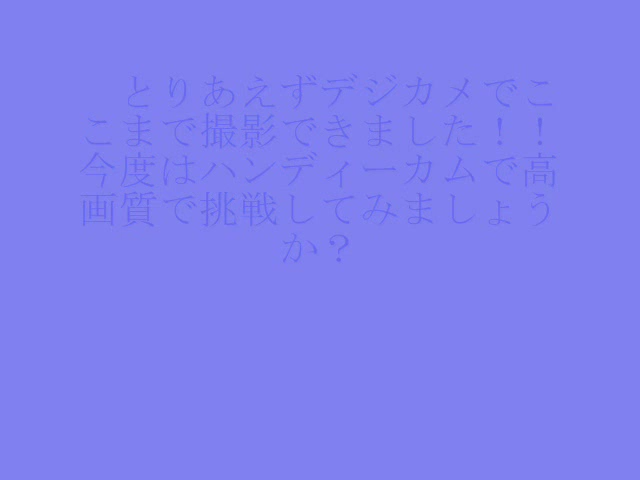 とりあえずデジカメでこ
こまで撮影できました！！
今度はハンディーカムで高
画質で挑戦してみましょう
か？